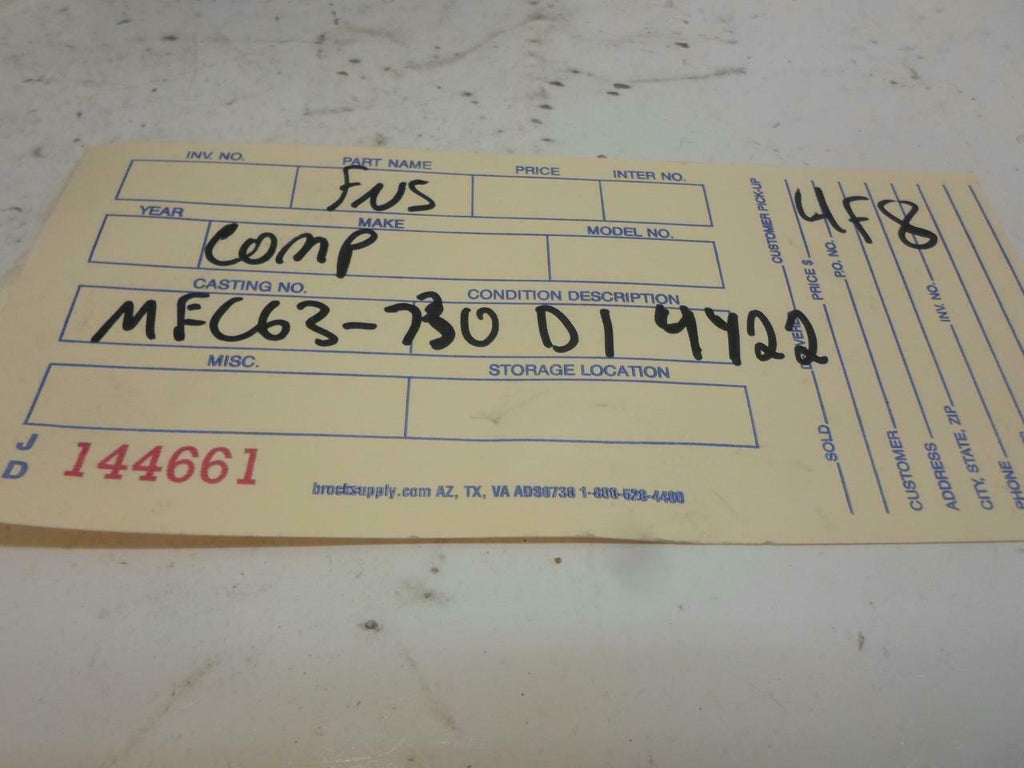 INV. NO. PART NAME PRICE INTER NO.
FNS
YEAR MAKE MODEL NO.
COMP
CASTING NO. CONDITION DESCRIPTION
MFC63-730 D1 4422
MISC. STORAGE LOCATION
J
D
144661
brocksupply.com AZ, TX, VA ADS6738 1-800-528-4400
4F8
CUSTOMER PICK-UP
PRICE $
P.O. NO.
SOLD
INV. NO.
CUSTOMER
ADDRESS
CITY, STATE, ZIP
PHONE